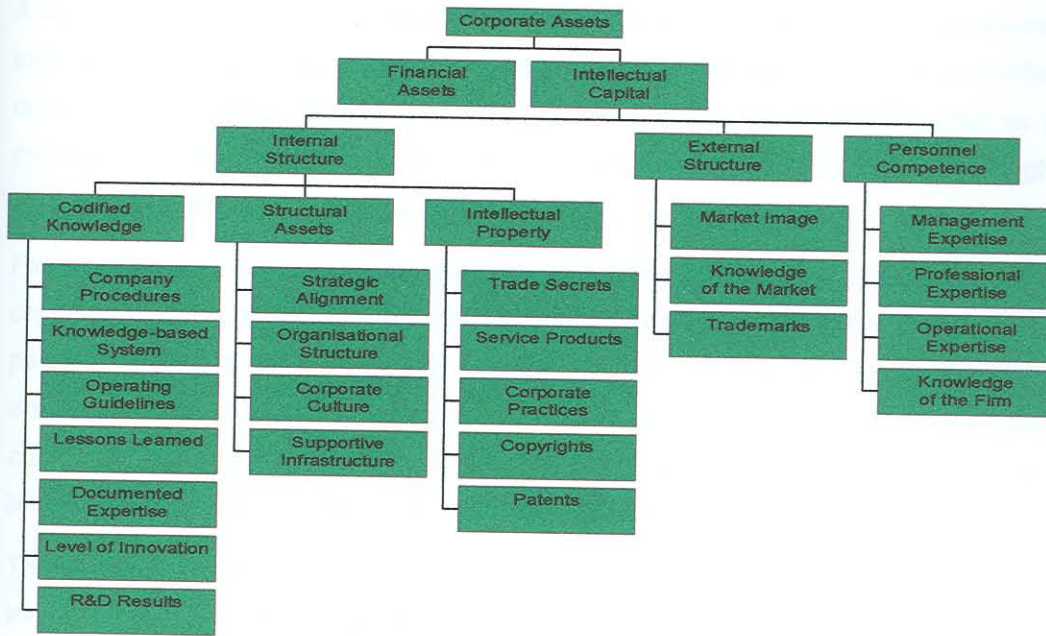 Corporate Assets
Financial
Assets
Intellectual
Capital
Internal
Structure
External
Structure
Personnel
Competence
Codified
Knowledge
Structural
Assets
Intellectual
Property
Company
Procedures
Knowledge-based
System
Operating
Guidelines
Lessons Learned
Documented
Expertise
Level of Innovation
R&D Results
Strategic
Alignment
Organisational
Structure
Corporate
Culture
Supportive
Infrastructure
Trade Secrets
Service Products
Corporate
Practices
Copyrights
Patents
Market Image
Knowledge
of the Market
Trademarks
Management
Expertise
Professional
Expertise
Operational
Expertise
Knowledge
of the Firm